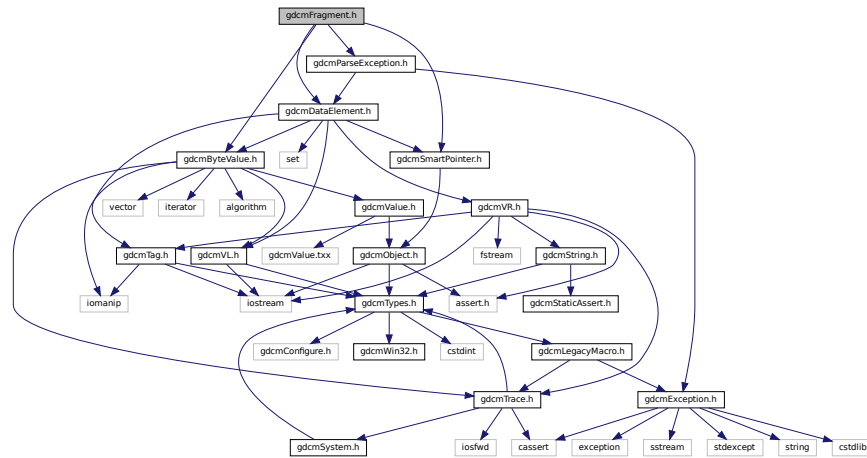 gdcmFragment.h
gdcmParseException.h
gdcmDataElement.h
gdcmByteValue.h
set
gdcmSmartPointer.h
vector
iterator
algorithm
gdcmValue.h
gdcmVR.h
gdcmTag.h
gdcmVL.h
gdcmValue.txx
gdcmObject.h
fstream
gdcmString.h
iomanip
iostream
gdcmTypes.h
assert.h
gdcmStaticAssert.h
gdcmConfigure.h
gdcmWin32.h
cstdint
gdcmLegacyMacro.h
gdcmTrace.h
gdcmException.h
gdcmSystem.h
iosfwd
cassert
exception
sstream
stdexcept
string
cstdlib